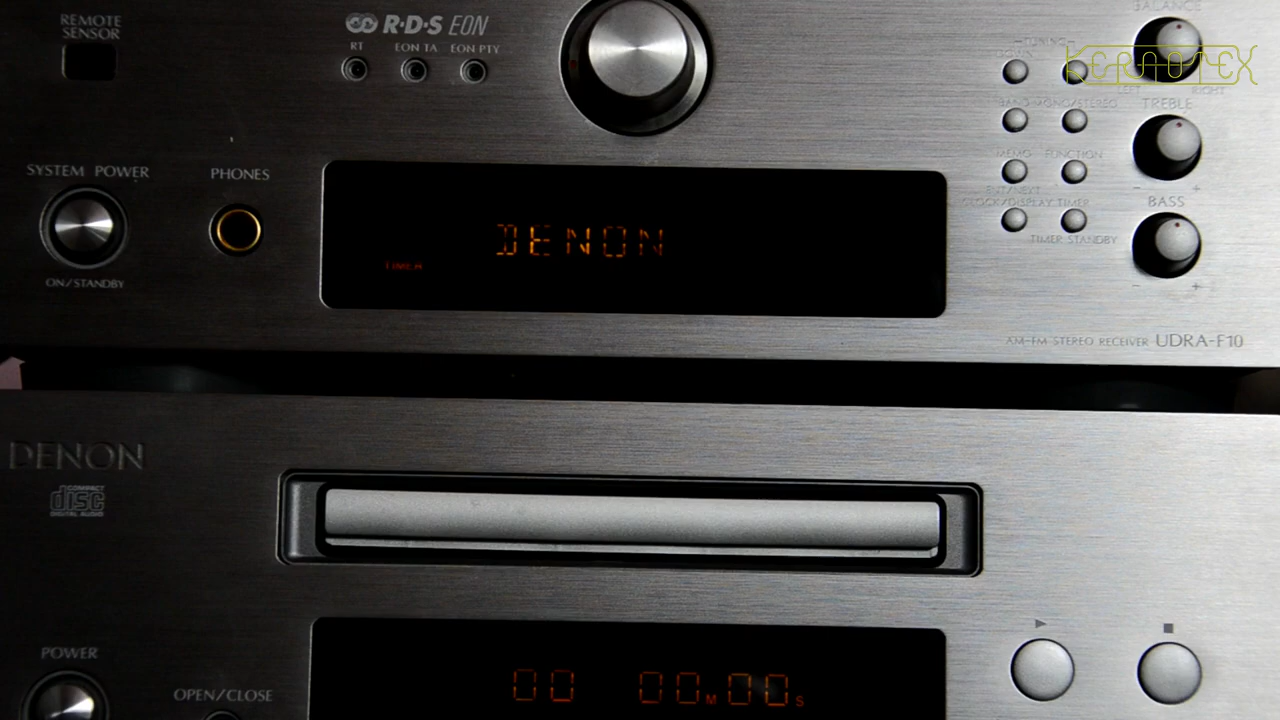 REMOTE
SENSOR
R·D·S EON
RT
EON TA
EON PTY
BALANCE
TUNING
DOWN
KERAOTEX
LEFT
RIGHT
BAND
MONO/STEREO
TREBLE
MEMO
FUNCTION
- +
SYSTEM POWER
PHONES
CLOCK/DISPLAY
TIMER
BASS
TIMER STANDBY
DENON
TIMER
ON/STANDBY
- +
AM-FM STEREO RECEIVER UDRA-F10
DENON
COMPACT
disc
DIGITAL AUDIO
POWER
OPEN/CLOSE
00 00M00S